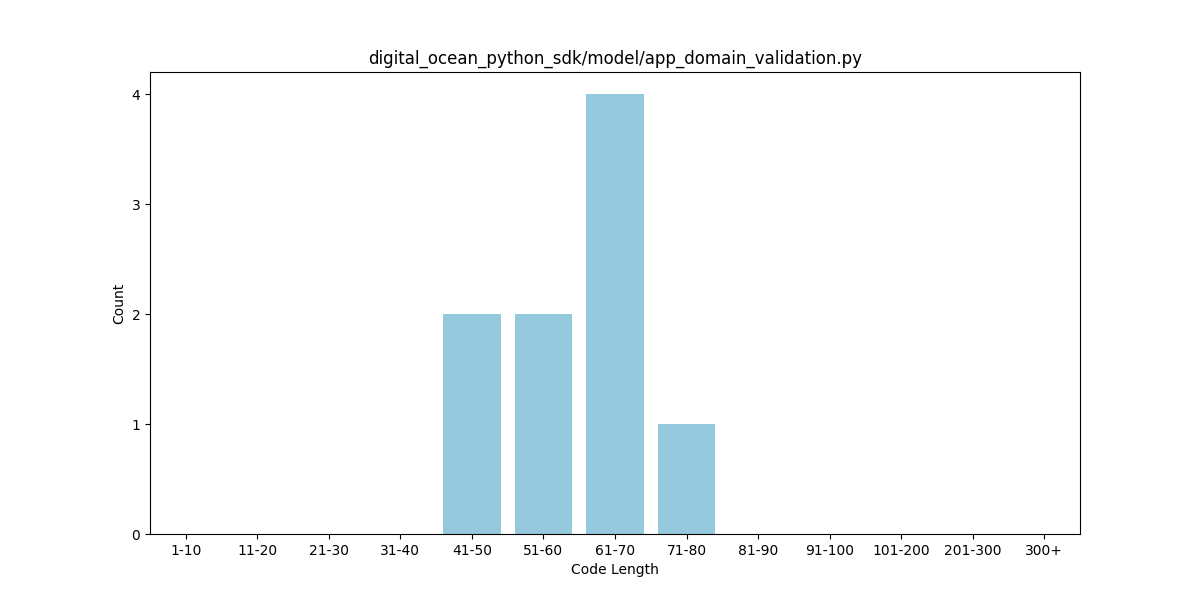 digital_ocean_python_sdk/model/app_domain_validation.py
Count
4
3
2
1
0
1-10 11-20 21-30 31-40 41-50 51-60 61-70 71-80 81-90 91-100 101-200 201-300 300+
Code Length